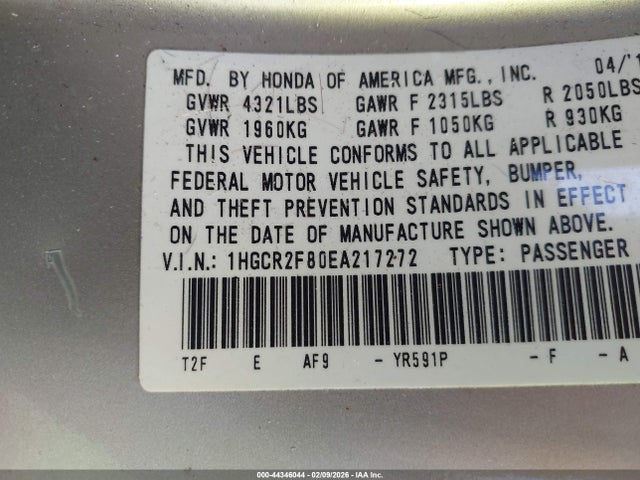 MFD. BY HONDA OF AMERICA MFG., INC. 04/'1
GVWR 4321LBS GAWR F 2315LBS R 2050LBS
GVWR 1960KG GAWR F 1050KG R 930KG
THIS VEHICLE CONFORMS TO ALL APPLICABLE
FEDERAL MOTOR VEHICLE SAFETY, BUMPER,
AND THEFT PREVENTION STANDARDS IN EFFECT
ON THE DATE OF MANUFACTURE SHOWN ABOVE.
V.I.N.: 1HGCR2F80EA217272 TYPE: PASSENGER
T2F E AF9 - YR591P - F - A
000-44346044 - 02/09/2026 - IAA Inc.